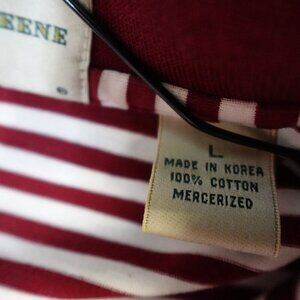 EENE
®
L
MADE IN KOREA
100% COTTON
MERCERIZED